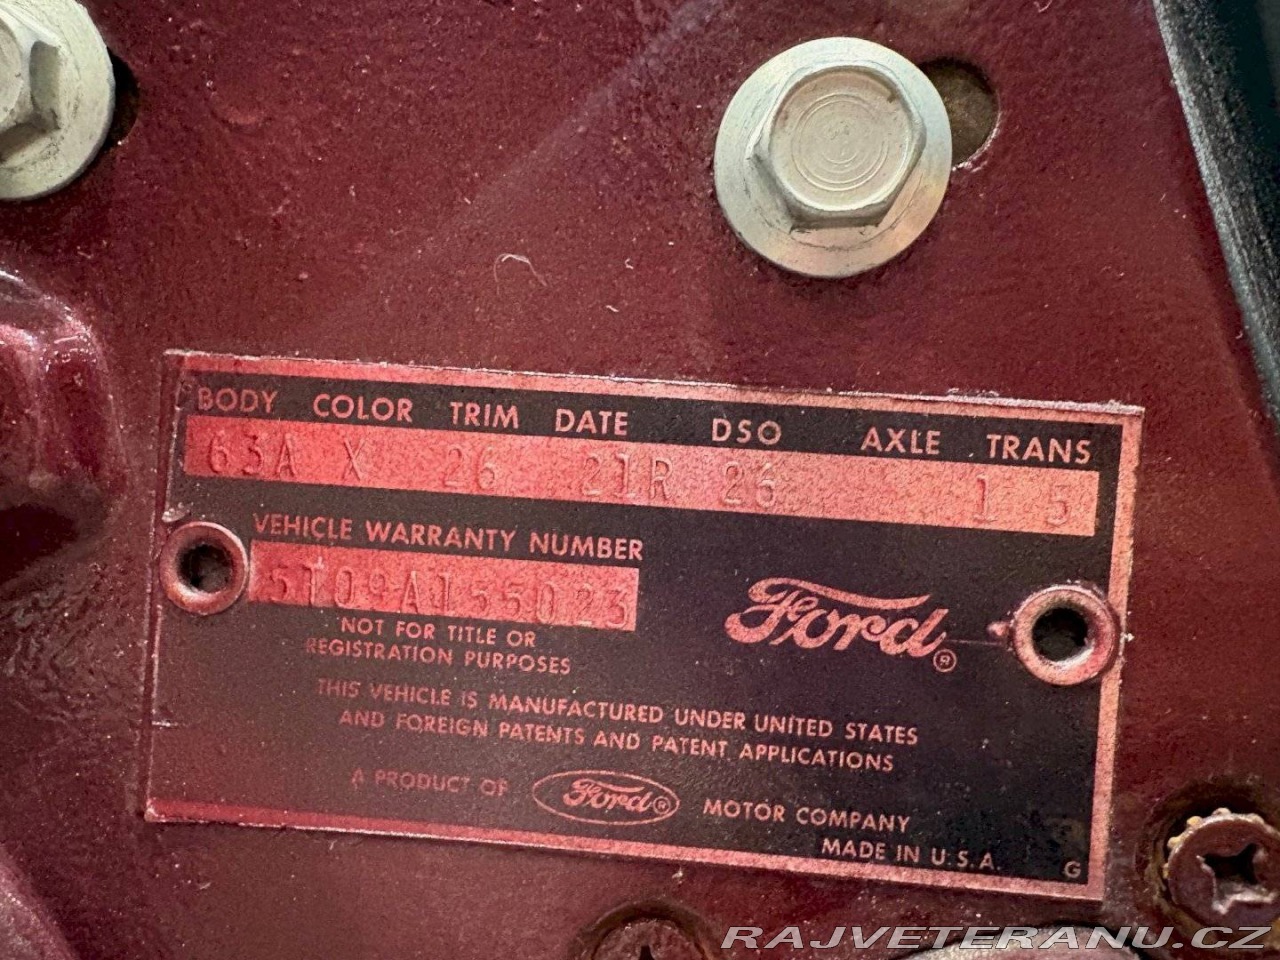 BODY COLOR TRIM DATE DSO AXLE TRANS
63A X 26 21R 26 1 5
VEHICLE WARRANTY NUMBER
5T09A155023
NOT FOR TITLE OR
REGISTRATION PURPOSES
Ford®
THIS VEHICLE IS MANUFACTURED UNDER UNITED STATES
AND FOREIGN PATENTS AND PATENT APPLICATIONS
A PRODUCT OF Ford® MOTOR COMPANY
MADE IN U.S.A. G
RAJVETERANU.CZ